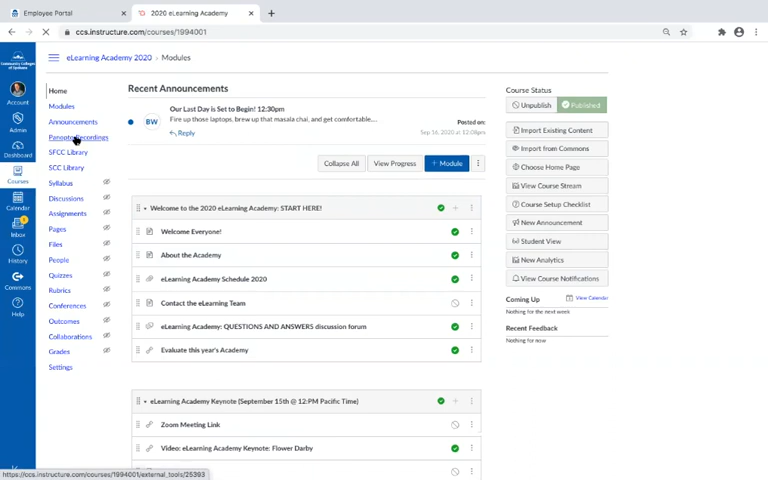 Employee Portal
2020 eLearning Academy
ccs.instructure.com/courses/1994001
Account
Admin
Dashboard
Courses
Calendar
Inbox
History
Commons
Help
eLearning Academy 2020 › Modules
Home
Modules
Announcements
Panopto Recordings
SFCC Library
SCC Library
Syllabus
Discussions
Assignments
Pages
Files
People
Quizzes
Rubrics
Conferences
Outcomes
Collaborations
Grades
Settings
Recent Announcements
BW
Our Last Day is Set to Begin! 12:30pm
Fire up those laptops, brew up that masala chai, and get comfortable....
Reply
Posted on:
Sep 16, 2020 at 12:08pm
Collapse All
View Progress
+ Module
Welcome to the 2020 eLearning Academy: START HERE!
Welcome Everyone!
About the Academy
eLearning Academy Schedule 2020
Contact the eLearning Team
eLearning Academy: QUESTIONS AND ANSWERS discussion forum
Evaluate this year's Academy
eLearning Academy Keynote (September 15th @ 12:PM Pacific Time)
Zoom Meeting Link
Video: eLearning Academy Keynote: Flower Darby
Course Status
Unpublish
Published
Import Existing Content
Import from Commons
Choose Home Page
View Course Stream
Course Setup Checklist
New Announcement
Student View
New Analytics
View Course Notifications
Coming Up
View Calendar
Nothing for the next week
Recent Feedback
Nothing for now
https://ccs.instructure.com/courses/1994001/external_tools/25393